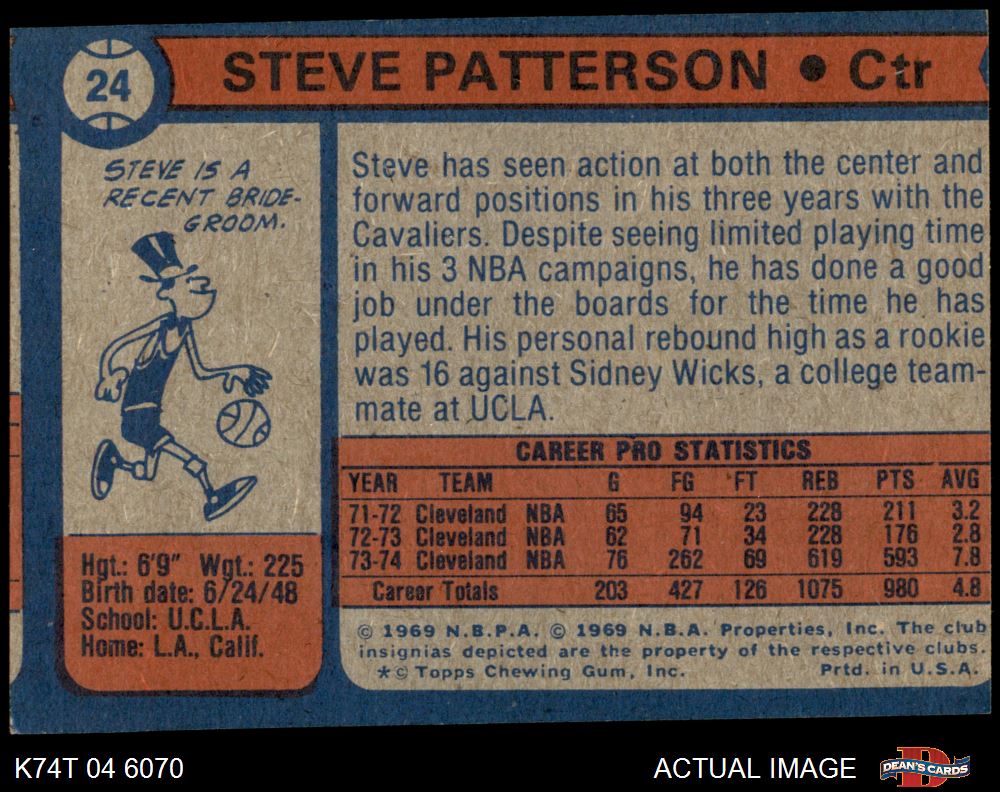 24
STEVE PATTERSON • Ctr
STEVE IS A
RECENT BRIDE-
GROOM.
Steve has seen action at both the center and
forward positions in his three years with the
Cavaliers. Despite seeing limited playing time
in his 3 NBA campaigns, he has done a good
job under the boards for the time he has
played. His personal rebound high as a rookie
was 16 against Sidney Wicks, a college team-
mate at UCLA.
CAREER PRO STATISTICS
YEAR TEAM G FG FT REB PTS AVG
71-72 Cleveland NBA 65 94 23 228 211 3.2
72-73 Cleveland NBA 62 71 34 228 176 2.8
73-74 Cleveland NBA 76 262 69 619 593 7.8
Career Totals 203 427 126 1075 980 4.8
Hgt.: 6'9" Wgt.: 225
Birth date: 6/24/48
School: U.C.L.A.
Home: L.A., Calif.
© 1969 N.B.P.A. © 1969 N.B.A. Properties, Inc. The club
insignias depicted are the property of the respective clubs.
*© Topps Chewing Gum, Inc. Prtd. in U.S.A.
K74T 04 6070
ACTUAL IMAGE
D
DEAN'S CARDS